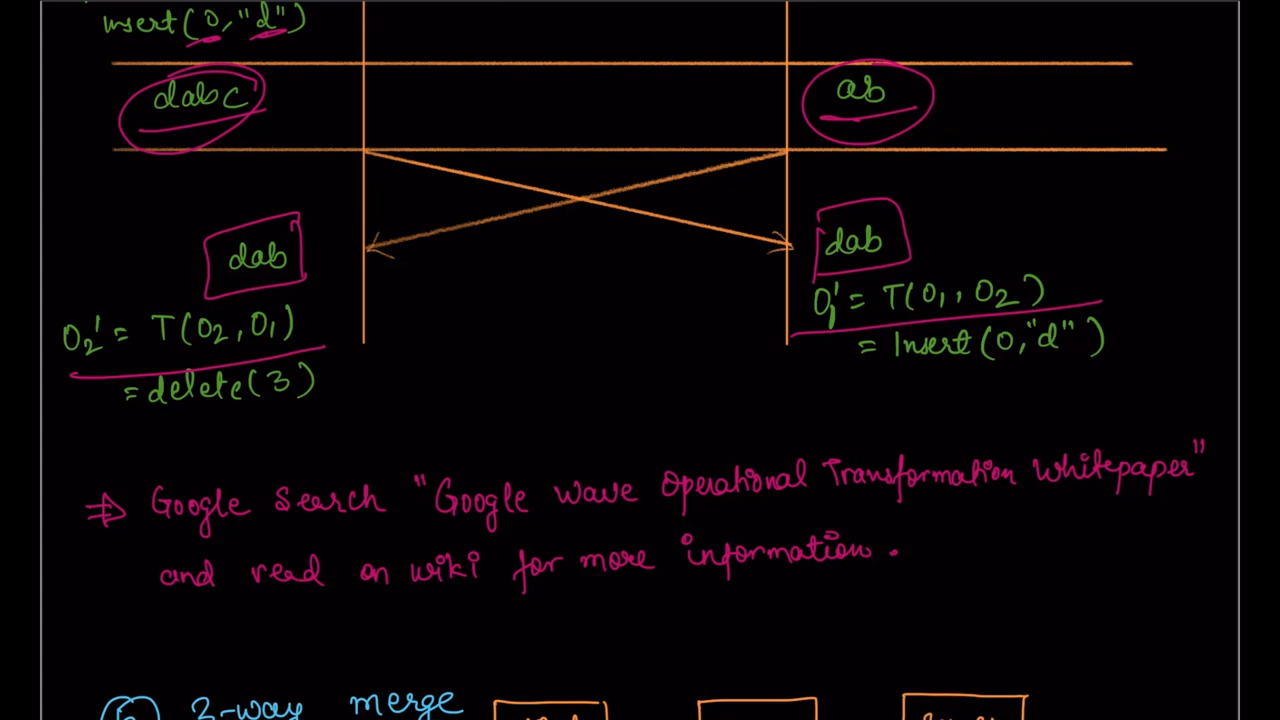 insert(0,"d")
dabc
ab
dab
dab
O2' = T(O2,O1)
= delete(3)
O1' = T(O1, O2)
= Insert(0,"d")
⇒ Google Search "Google Wave Operational Transformation Whitepaper"
and read on wiki for more information.
3-way merge